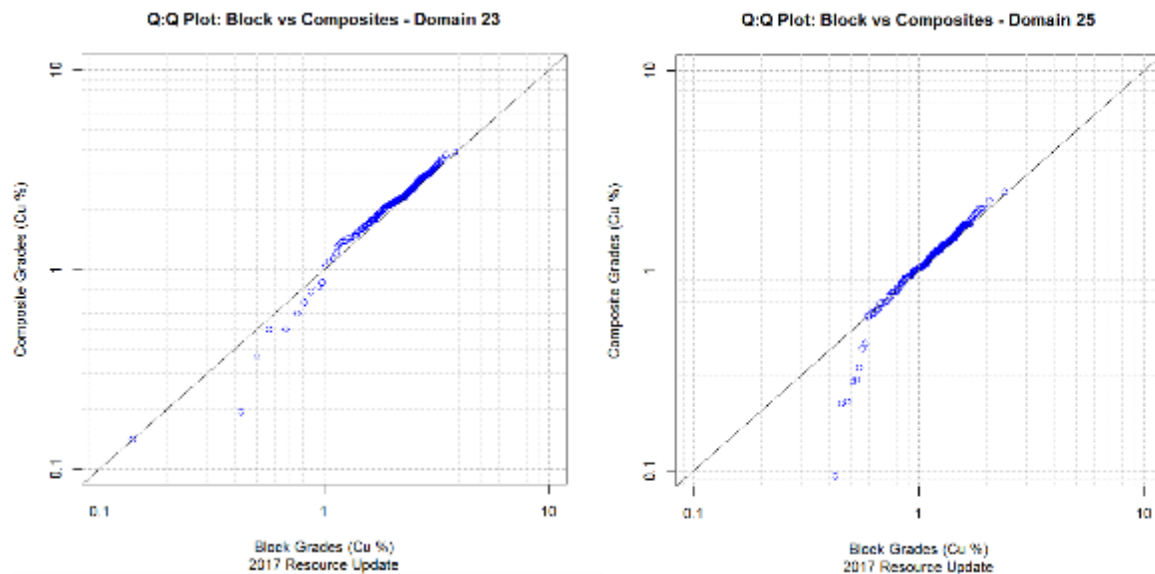 Q:Q Plot: Block vs Composites - Domain 23
10
1
0.1
Composite Grades (Cu %)
0.1 1 10
Block Grades (Cu %)
2017 Resource Update
Q:Q Plot: Block vs Composites - Domain 25
10
1
0.1
Composite Grades (Cu %)
0.1 1 10
Block Grades (Cu %)
2017 Resource Update